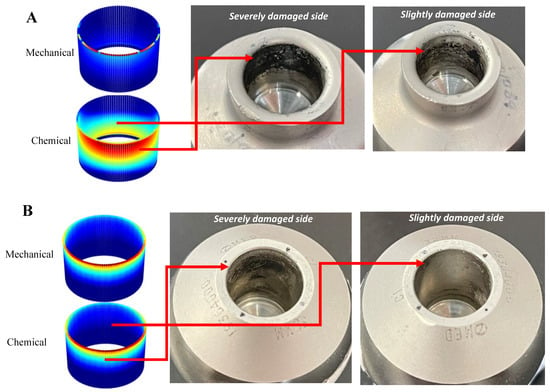 A
Mechanical
Chemical
Severely damaged side
Slightly damaged side
B
Mechanical
Chemical
Severely damaged side
Slightly damaged side